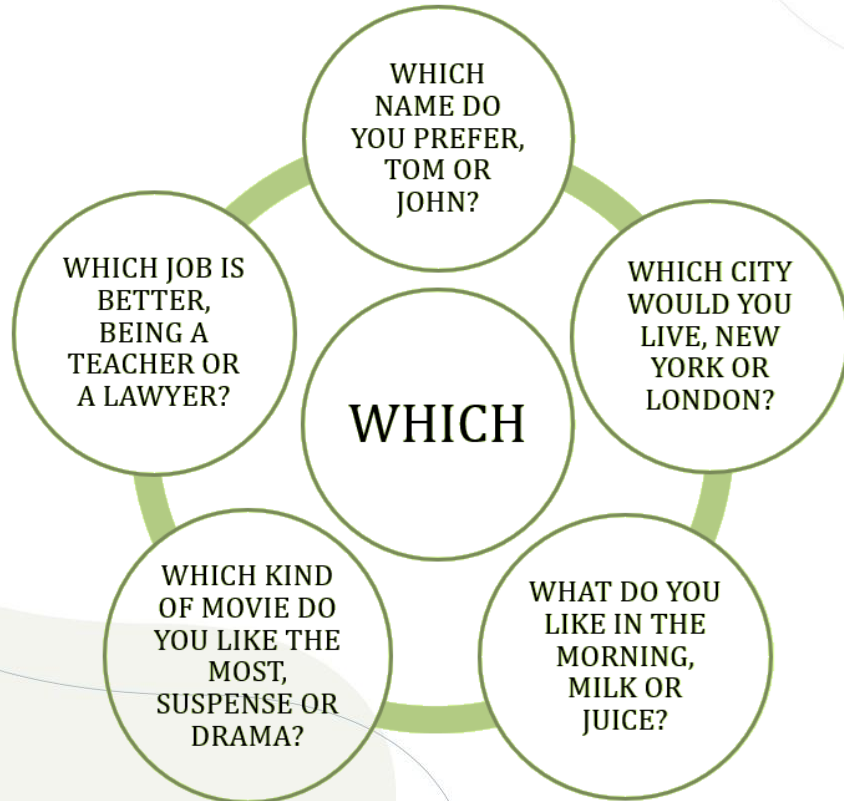 WHICH
NAME DO
YOU PREFER,
TOM OR
JOHN?
WHICH CITY
WOULD YOU
LIVE, NEW
YORK OR
LONDON?
WHAT DO YOU
LIKE IN THE
MORNING,
MILK OR
JUICE?
WHICH KIND
OF MOVIE DO
YOU LIKE THE
MOST,
SUSPENSE OR
DRAMA?
WHICH JOB IS
BETTER,
BEING A
TEACHER OR
A LAWYER?
WHICH